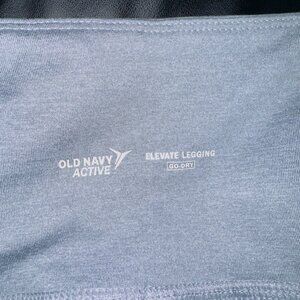 OLD NAVY
ACTIVE
ELEVATE LEGGING
GO-DRY